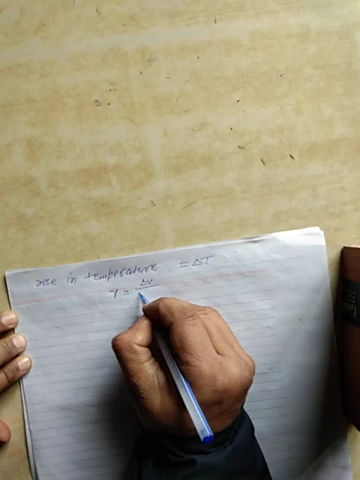 rise in temperature = ΔT
γ = ΔV